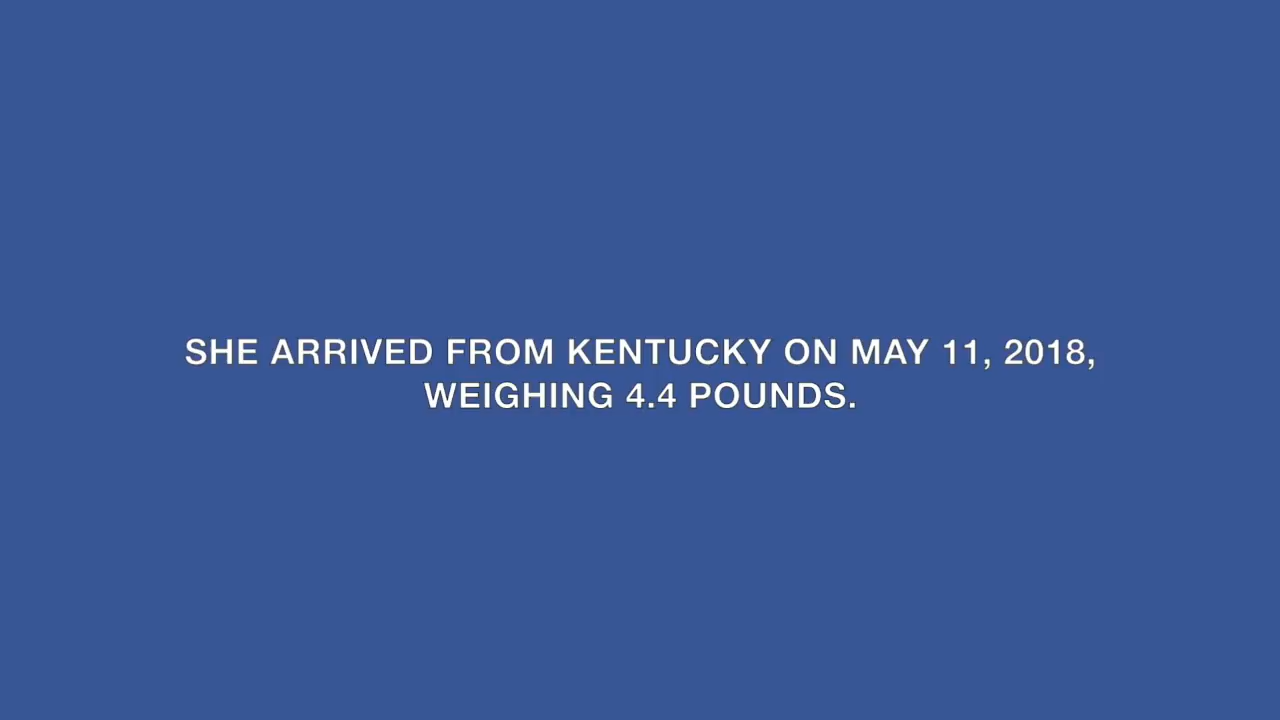 SHE ARRIVED FROM KENTUCKY ON MAY 11, 2018,
WEIGHING 4.4 POUNDS.